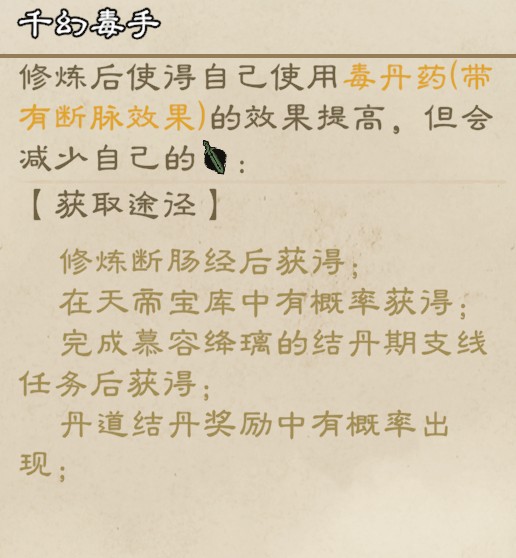 千幻毒手
修炼后使得自己使用毒丹药(带
有断脉效果)的效果提高，但会
减少自己的：
【获取途径】
修炼断肠经后获得；
在天帝宝库中有概率获得；
完成慕容绛璃的结丹期支线
任务后获得；
丹道结丹奖励中有概率出
现；